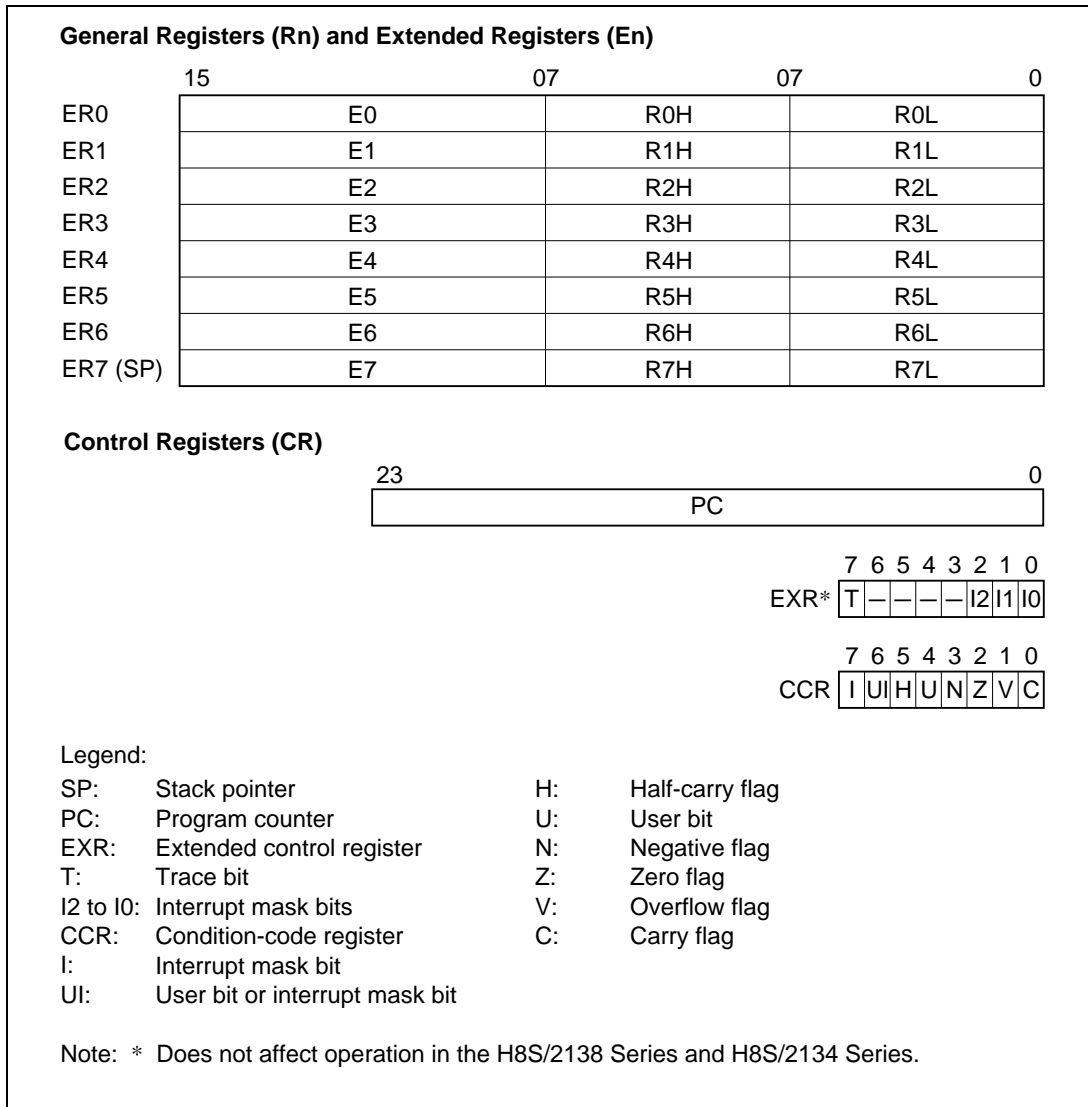 General Registers (Rn) and Extended Registers (En)
15 07 07 0
ER0 E0 R0H R0L
ER1 E1 R1H R1L
ER2 E2 R2H R2L
ER3 E3 R3H R3L
ER4 E4 R4H R4L
ER5 E5 R5H R5L
ER6 E6 R6H R6L
ER7 (SP) E7 R7H R7L
Control Registers (CR)
23 0
PC
7 6 5 4 3 2 1 0
EXR* T — — — — I2 I1 I0
7 6 5 4 3 2 1 0
CCR I UI H U N Z V C
Legend:
SP: Stack pointer H: Half-carry flag
PC: Program counter U: User bit
EXR: Extended control register N: Negative flag
T: Trace bit Z: Zero flag
I2 to I0: Interrupt mask bits V: Overflow flag
CCR: Condition-code register C: Carry flag
I: Interrupt mask bit
UI: User bit or interrupt mask bit
Note: * Does not affect operation in the H8S/2138 Series and H8S/2134 Series.